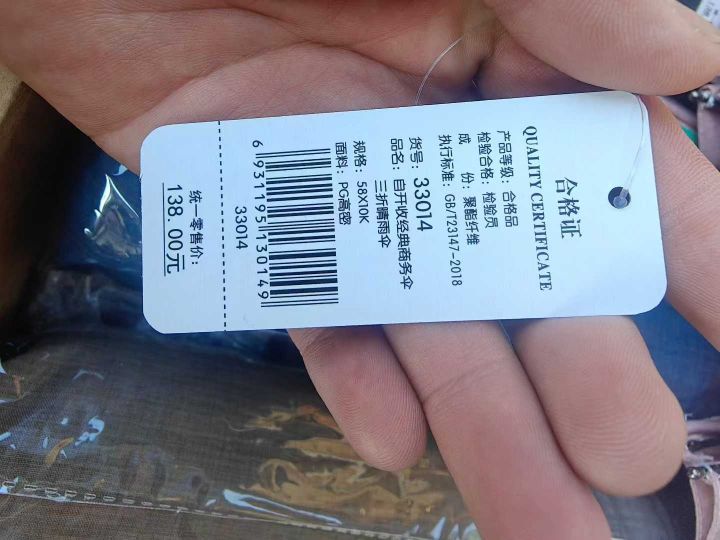 合格证
QUALITY CERTIFICATE
产品等级: 合格品
检验合格: 检验员
成 份: 聚酯纤维
执行标准: GB/T23147-2018
货号: 33014
品名: 自开收经典商务伞
三折晴雨伞
规格: 58X10K
面料: PG高密
6931195130149
33014
统一零售价:
138.00元